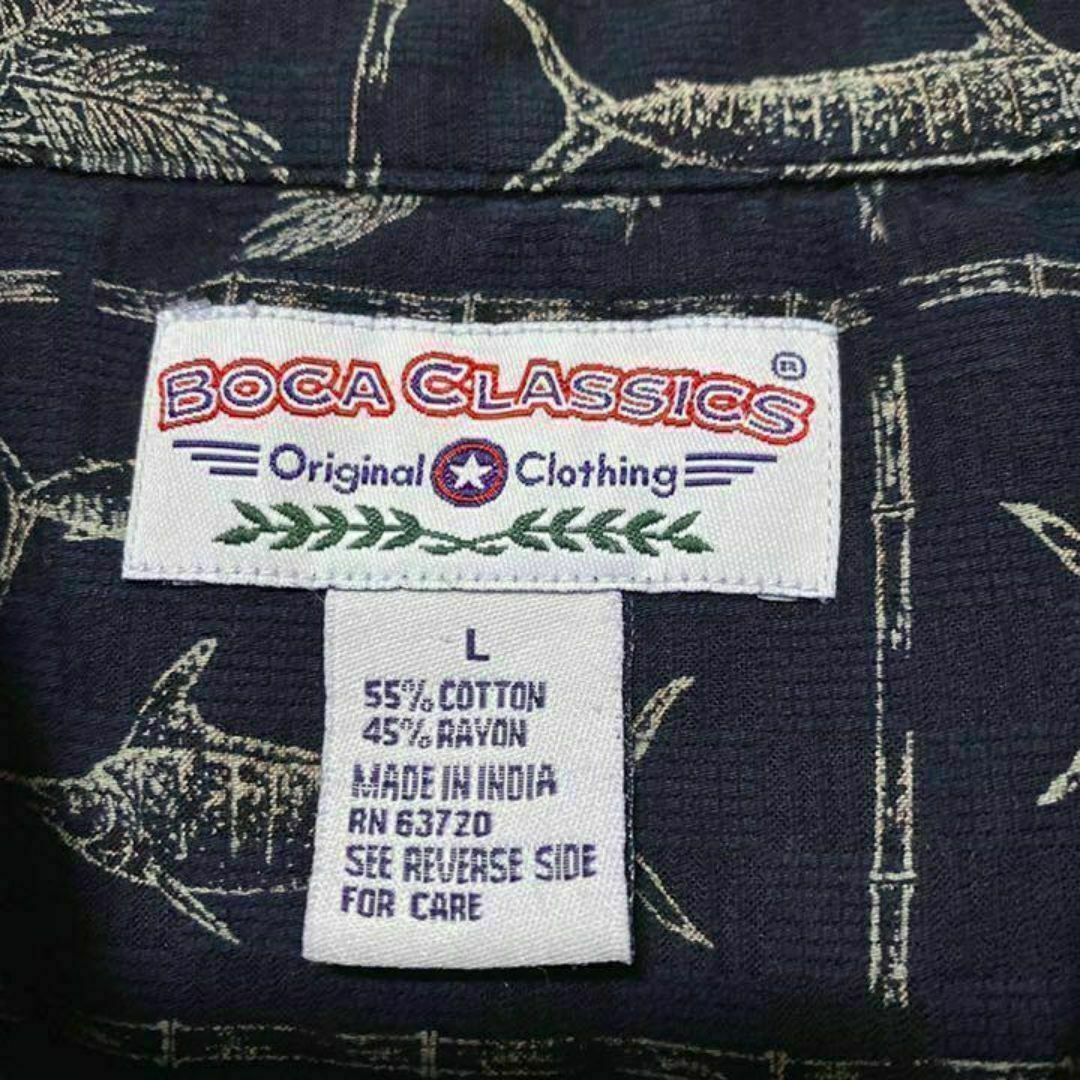 BOCA CLASSICS ®
Original Clothing
L
55% COTTON
45% RAYON
MADE IN INDIA
RN 63720
SEE REVERSE SIDE
FOR CARE